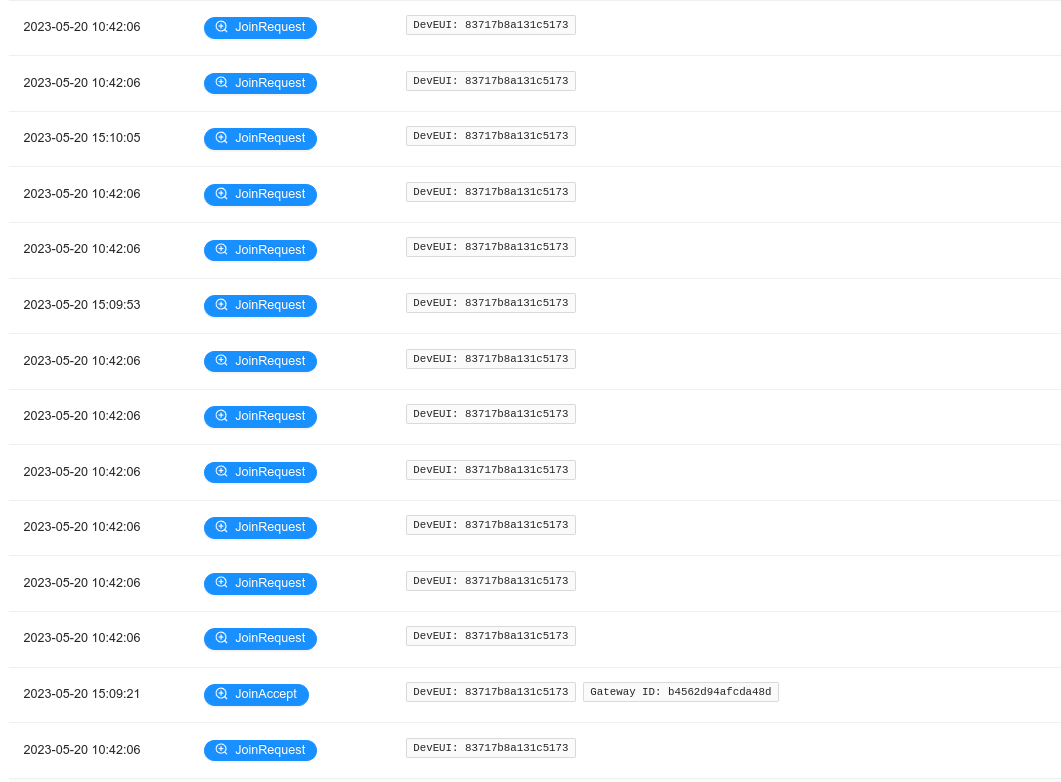 2023-05-20 10:42:06 JoinRequest DevEUI: 83717b8a131c5173
2023-05-20 10:42:06 JoinRequest DevEUI: 83717b8a131c5173
2023-05-20 15:10:05 JoinRequest DevEUI: 83717b8a131c5173
2023-05-20 10:42:06 JoinRequest DevEUI: 83717b8a131c5173
2023-05-20 10:42:06 JoinRequest DevEUI: 83717b8a131c5173
2023-05-20 15:09:53 JoinRequest DevEUI: 83717b8a131c5173
2023-05-20 10:42:06 JoinRequest DevEUI: 83717b8a131c5173
2023-05-20 10:42:06 JoinRequest DevEUI: 83717b8a131c5173
2023-05-20 10:42:06 JoinRequest DevEUI: 83717b8a131c5173
2023-05-20 10:42:06 JoinRequest DevEUI: 83717b8a131c5173
2023-05-20 10:42:06 JoinRequest DevEUI: 83717b8a131c5173
2023-05-20 10:42:06 JoinRequest DevEUI: 83717b8a131c5173
2023-05-20 15:09:21 JoinAccept DevEUI: 83717b8a131c5173 Gateway ID: b4562d94afcda48d
2023-05-20 10:42:06 JoinRequest DevEUI: 83717b8a131c5173